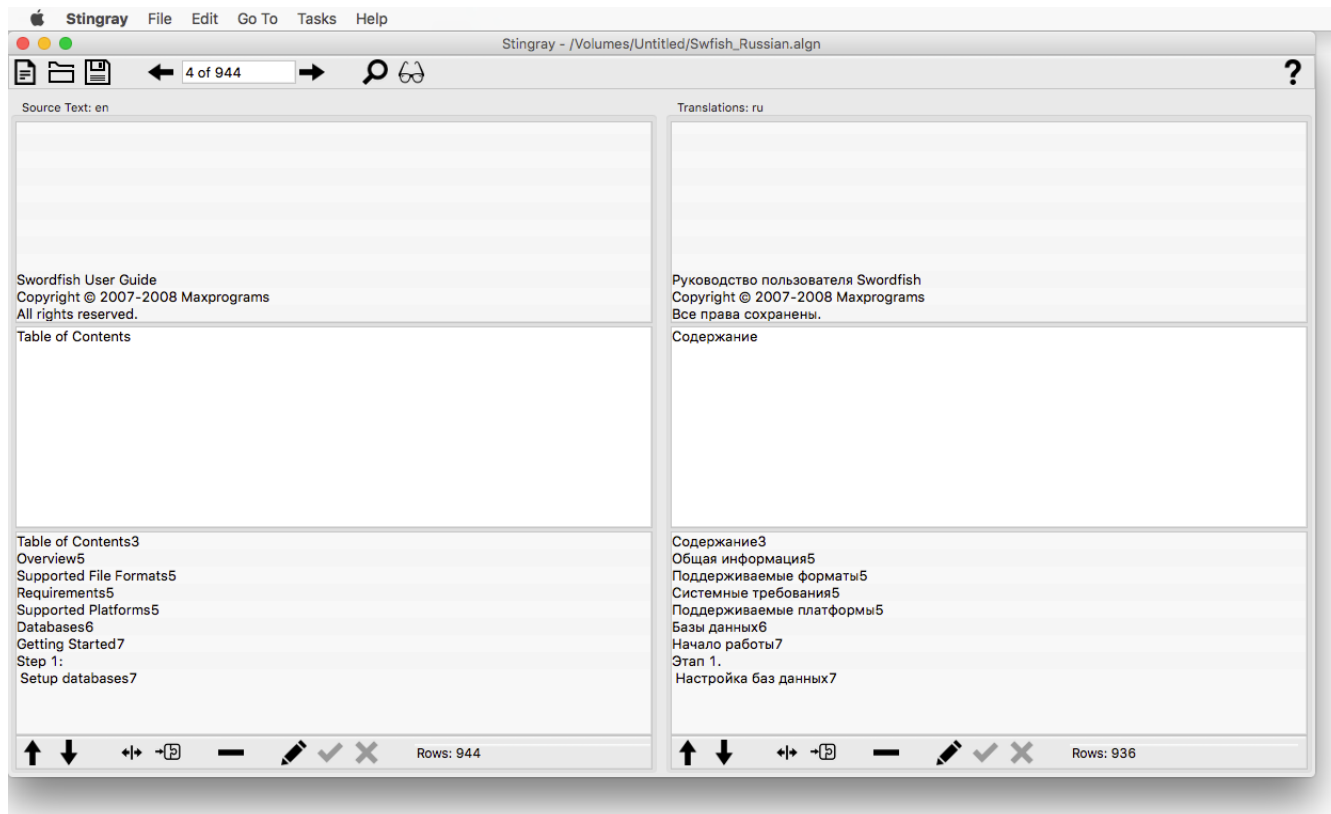 Stingray File Edit Go To Tasks Help
Stingray - /Volumes/Untitled/Swfish_Russian.algn
4 of 944
?
Source Text: en
Translations: ru
Swordfish User Guide
Copyright © 2007-2008 Maxprograms
All rights reserved.
Руководство пользователя Swordfish
Copyright © 2007-2008 Maxprograms
Все права сохранены.
Table of Contents
Содержание
Table of Contents3
Overview5
Supported File Formats5
Requirements5
Supported Platforms5
Databases6
Getting Started7
Step 1:
Setup databases7
Содержание3
Общая информация5
Поддерживаемые форматы5
Системные требования5
Поддерживаемые платформы5
Базы данных6
Начало работы7
Этап 1.
Настройка баз данных7
Rows: 944
Rows: 936